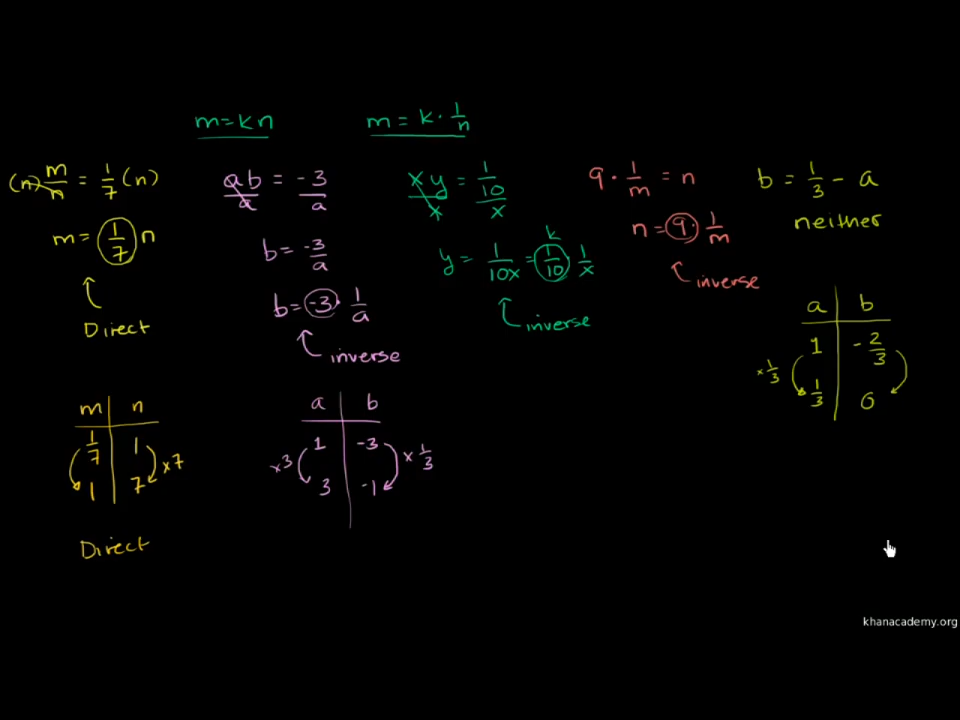 m = kn
m = k · 1/n
(n) m/n = 1/7 (n)
m = 1/7 n
Direct
ab/a = -3/a
b = -3/a
b = -3 · 1/a
inverse
xy/x = 1/10/x
k
y = 1/10x = 1/10 · 1/x
inverse
9 · 1/m = n
n = 9 · 1/m
inverse
b = 1/3 - a
neither
a b
1 -2/3
×1/3
1/3 0
m n
1/7 1
×7
1 7
Direct
a b
1 -3
×3 ×1/3
3 -1
khanacademy.org